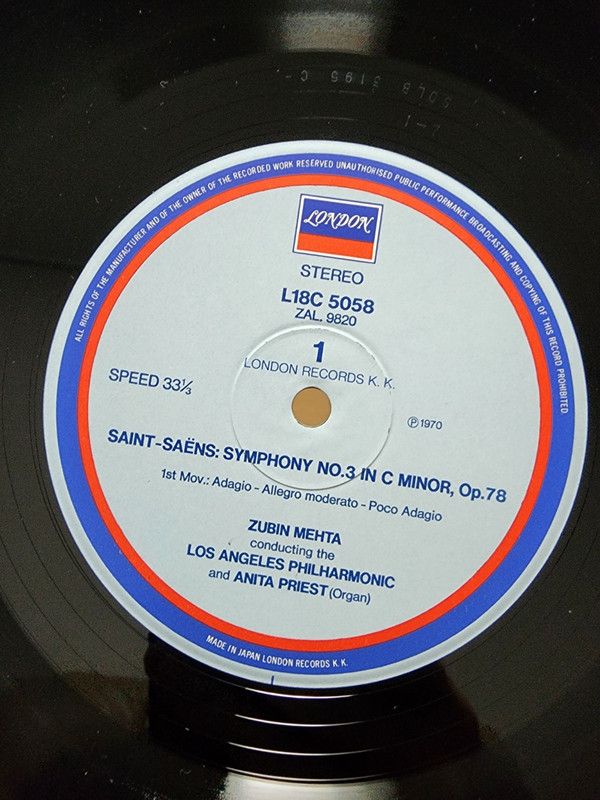 ALL RIGHTS OF THE MANUFACTURER AND OF THE OWNER OF THE RECORDED WORK RESERVED UNAUTHORISED PUBLIC PERFORMANCE BROADCASTING AND COPYING OF THIS RECORD PROHIBITED.
LONDON
STEREO
L18C 5058
ZAL. 9820
1
LONDON RECORDS K. K.
SPEED 33⅓
Ⓟ 1970
SAINT-SAËNS: SYMPHONY NO.3 IN C MINOR, Op.78
1st Mov.: Adagio - Allegro moderato - Poco Adagio
ZUBIN MEHTA
conducting the
LOS ANGELES PHILHARMONIC
and ANITA PRIEST (Organ)
MADE IN JAPAN LONDON RECORDS K. K.